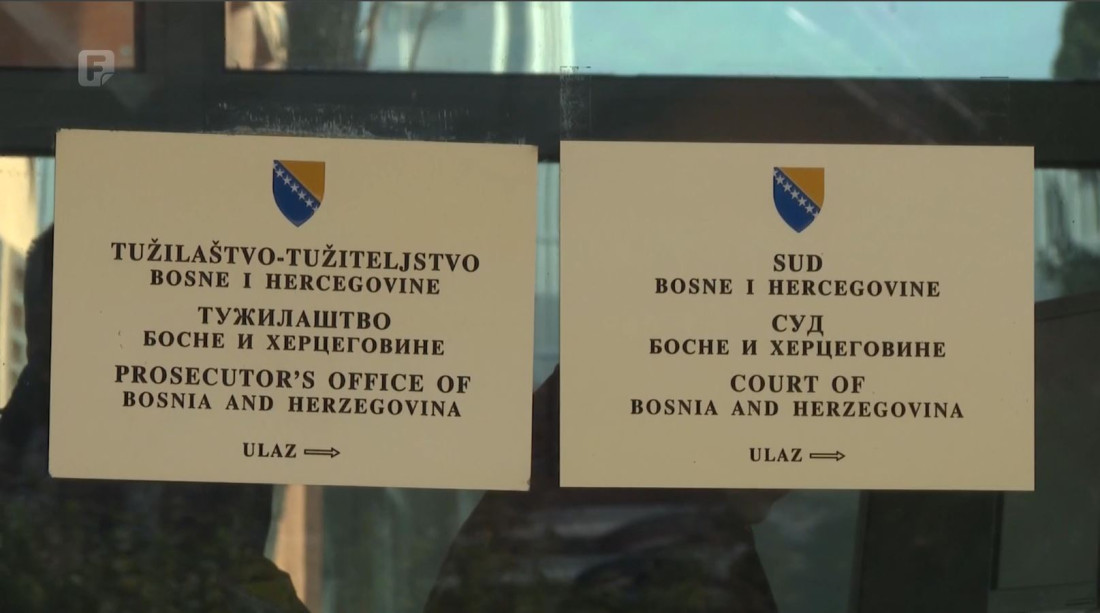 F
TUŽILAŠTVO-TUŽITELJSTVO
BOSNE I HERCEGOVINE
ТУЖИЛАШТВО
БОСНЕ И ХЕРЦЕГОВИНЕ
PROSECUTOR'S OFFICE OF
BOSNIA AND HERZEGOVINA
ULAZ
SUD
BOSNE I HERCEGOVINE
СУД
БОСНЕ И ХЕРЦЕГОВИНЕ
COURT OF
BOSNIA AND HERZEGOVINA
ULAZ